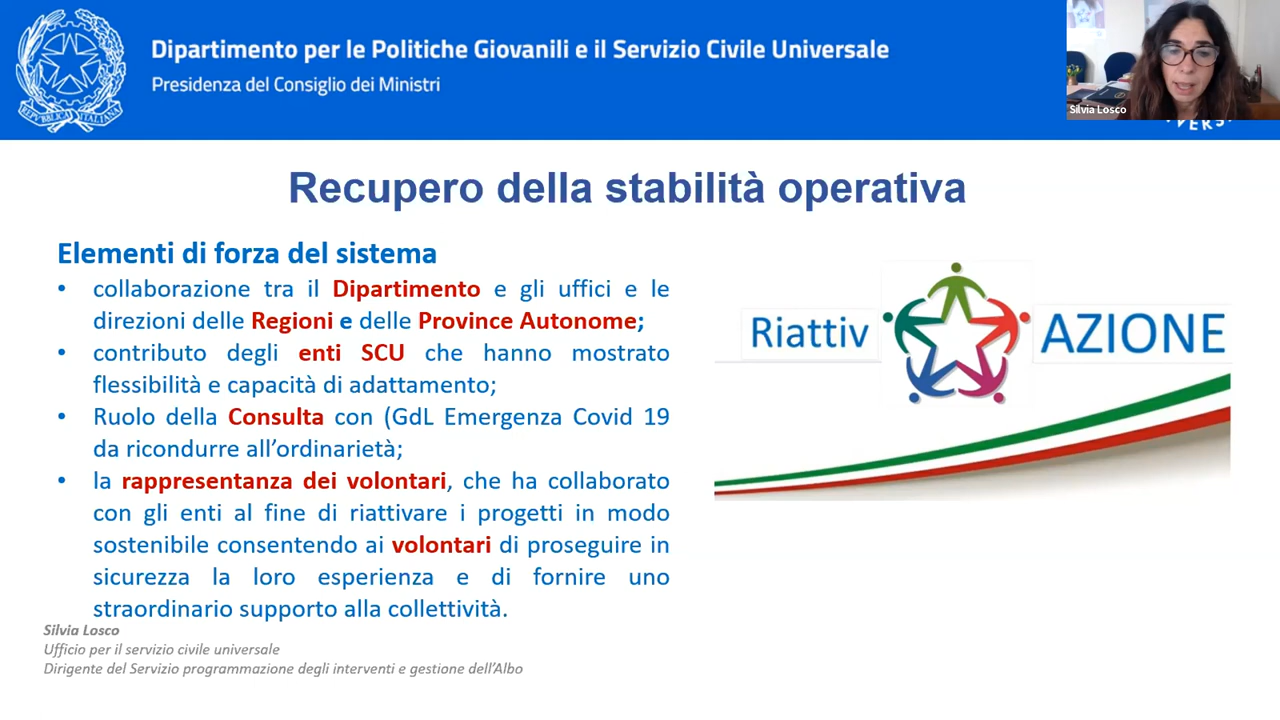 Dipartimento per le Politiche Giovanili e il Servizio Civile Universale
Presidenza del Consiglio dei Ministri
REPVBBLICA ITALIANA
Silvia Losco
Recupero della stabilità operativa
Elementi di forza del sistema
• collaborazione tra il Dipartimento e gli uffici e le
direzioni delle Regioni e delle Province Autonome;
• contributo degli enti SCU che hanno mostrato
flessibilità e capacità di adattamento;
• Ruolo della Consulta con (GdL Emergenza Covid 19
da ricondurre all'ordinarietà;
• la rappresentanza dei volontari, che ha collaborato
con gli enti al fine di riattivare i progetti in modo
sostenibile consentendo ai volontari di proseguire in
sicurezza la loro esperienza e di fornire uno
straordinario supporto alla collettività.
Riattiv AZIONE
Silvia Losco
Ufficio per il servizio civile universale
Dirigente del Servizio programmazione degli interventi e gestione dell'Albo